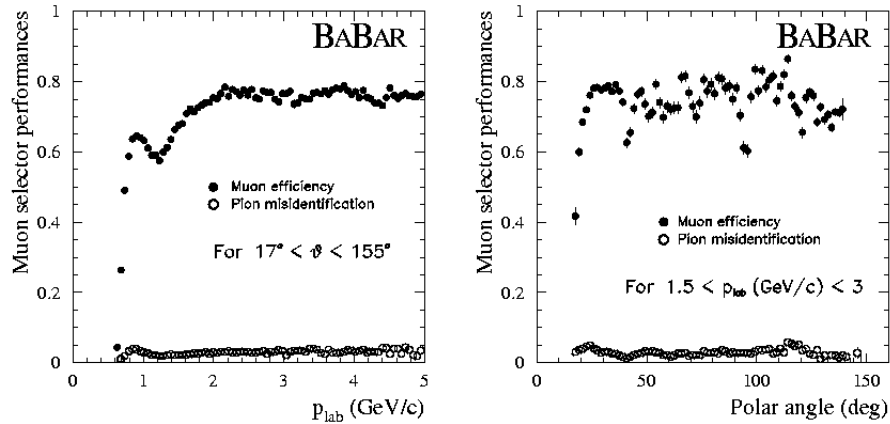 BABAR
Muon selector performances
1
0.8
0.6
0.4
0.2
0
Muon efficiency
Pion misidentification
For 17° < ϑ < 155°
0 1 2 3 4 5
p_lab (GeV/c)
BABAR
Muon selector performances
1
0.8
0.6
0.4
0.2
0
Muon efficiency
Pion misidentification
For 1.5 < p_lab (GeV/c) < 3
0 50 100 150
Polar angle (deg)